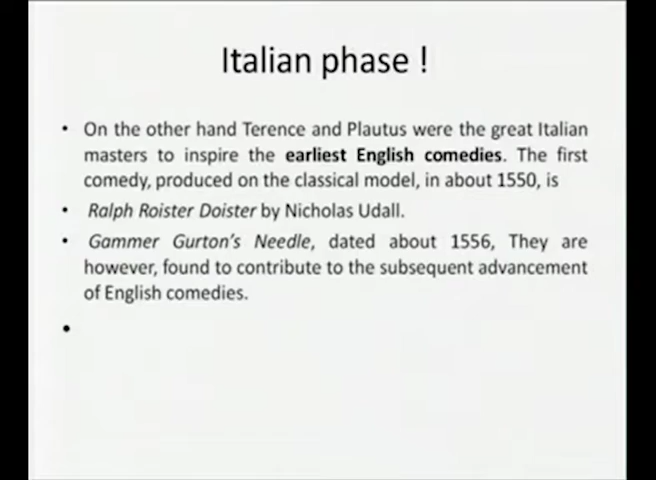 Italian phase !
• On the other hand Terence and Plautus were the great Italian
masters to inspire the earliest English comedies. The first
comedy, produced on the classical model, in about 1550, is
• Ralph Roister Doister by Nicholas Udall.
• Gammer Gurton's Needle, dated about 1556, They are
however, found to contribute to the subsequent advancement
of English comedies.
•